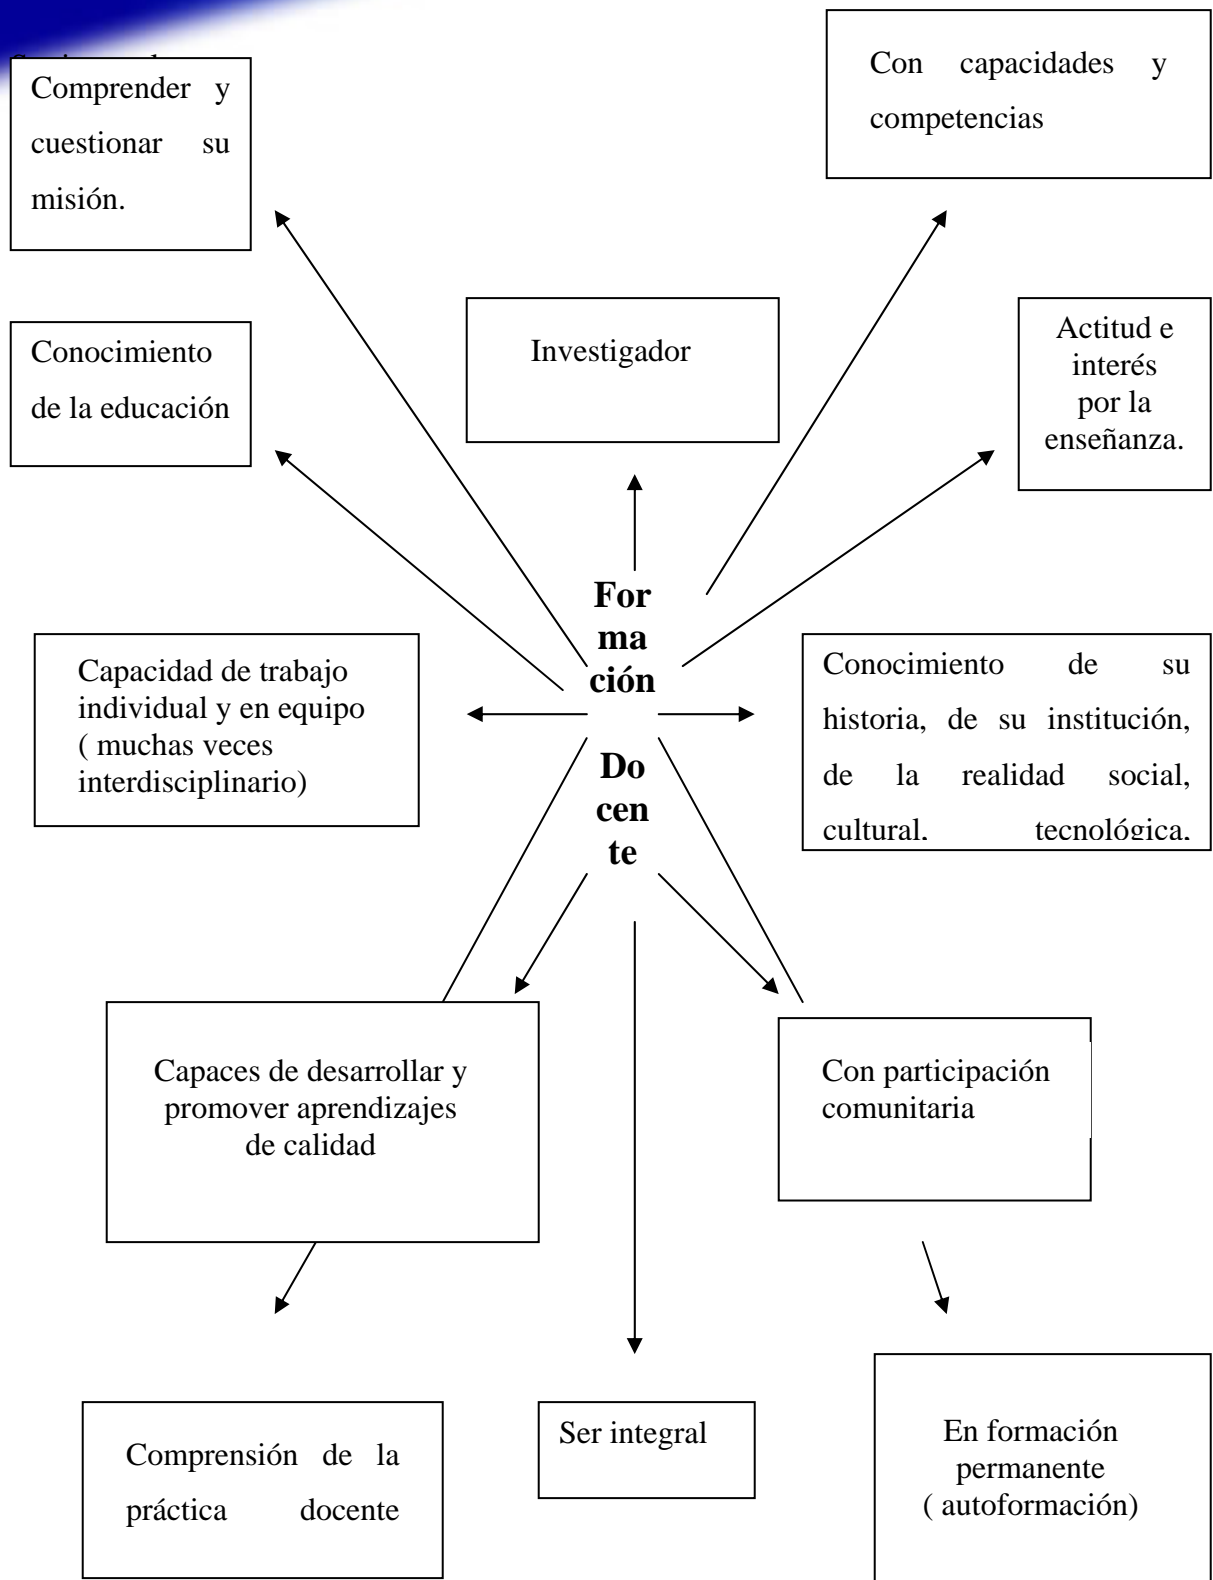 Comprender y
cuestionar su
misión.
Con capacidades y
competencias
Conocimiento
de la educación
Investigador
Actitud e
interés
por la
enseñanza.
For
ma
ción
Do
cen
te
Capacidad de trabajo
individual y en equipo
( muchas veces
interdisciplinario)
Conocimiento de su
historia, de su institución,
de la realidad social,
cultural, tecnológica,
Capaces de desarrollar y
promover aprendizajes
de calidad
Con participación
comunitaria
Comprensión de la
práctica docente
Ser integral
En formación
permanente
( autoformación)